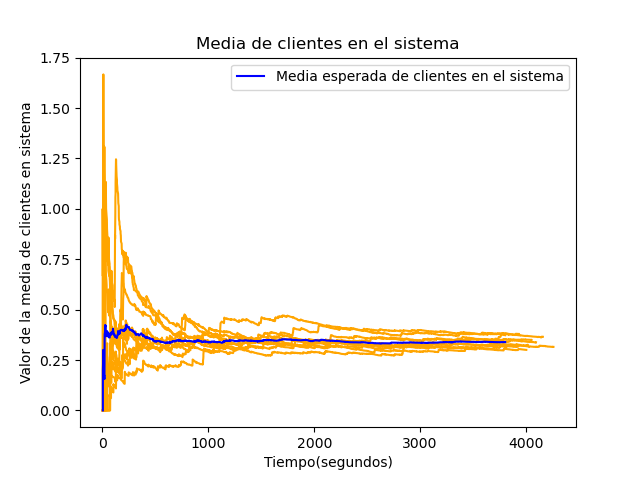 Media de clientes en el sistema
Media esperada de clientes en el sistema
Valor de la media de clientes en sistema
1.75
1.50
1.25
1.00
0.75
0.50
0.25
0.00
0 1000 2000 3000 4000
Tiempo(segundos)